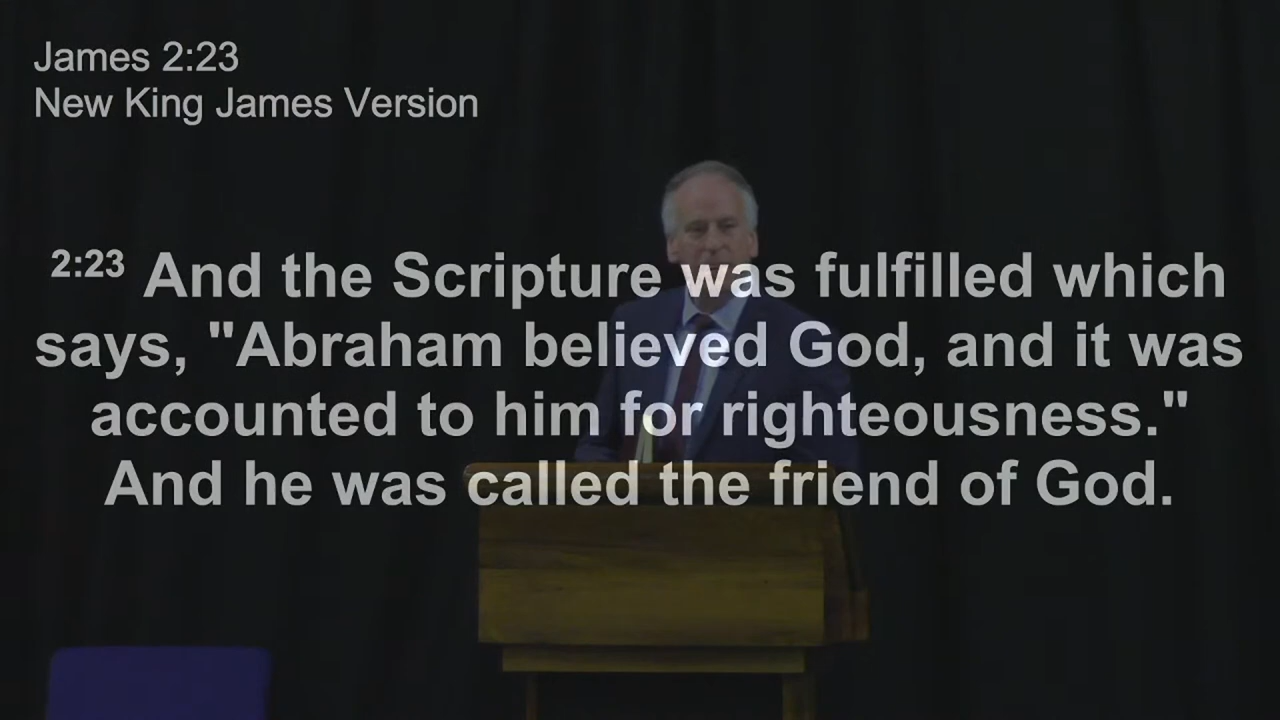 James 2:23
New King James Version
2:23 And the Scripture was fulfilled which
says, "Abraham believed God, and it was
accounted to him for righteousness."
And he was called the friend of God.